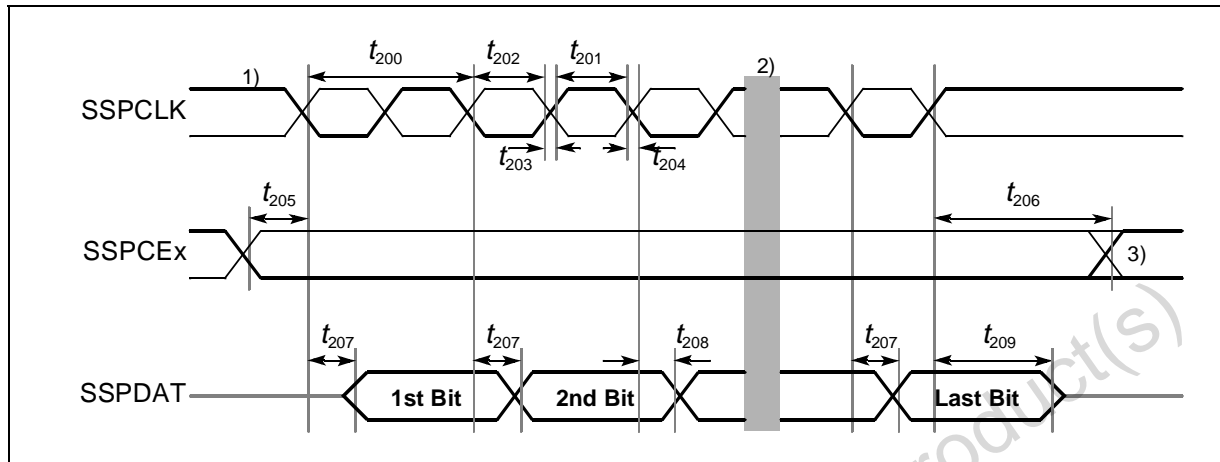 t200 t202 t201
1) 2)
SSPCLK
t203 t204
t205 t206
SSPCEx 3)
t207 t207 t208 t207 t209
SSPDAT 1st Bit 2nd Bit Last Bit
roduct(s)